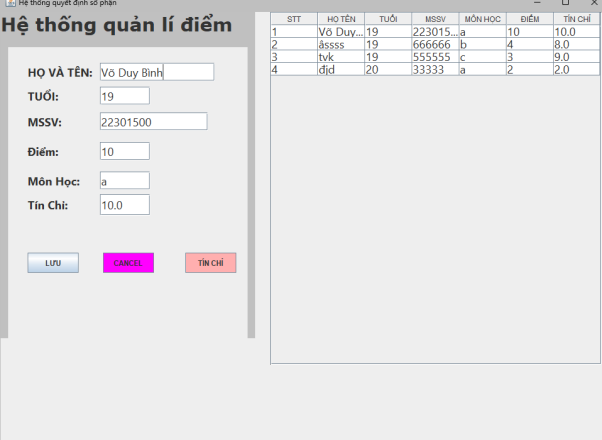 Hệ thống quyết định số phận
Hệ thống quản lí điểm
HỌ VÀ TÊN: Võ Duy Bình
TUỔI: 19
MSSV: 22301500
Điểm: 10
Môn Học: a
Tín Chỉ: 10.0
LƯU CANCEL TÍN CHỈ
STT HỌ TÊN TUỔI MSSV MÔN HỌC ĐIỂM TÍN CHỈ
1 Võ Duy... 19 223015... a 10 10.0
2 âssss 19 666666 b 4 8.0
3 tvk 19 555555 c 3 9.0
4 đjd 20 33333 a 2 2.0